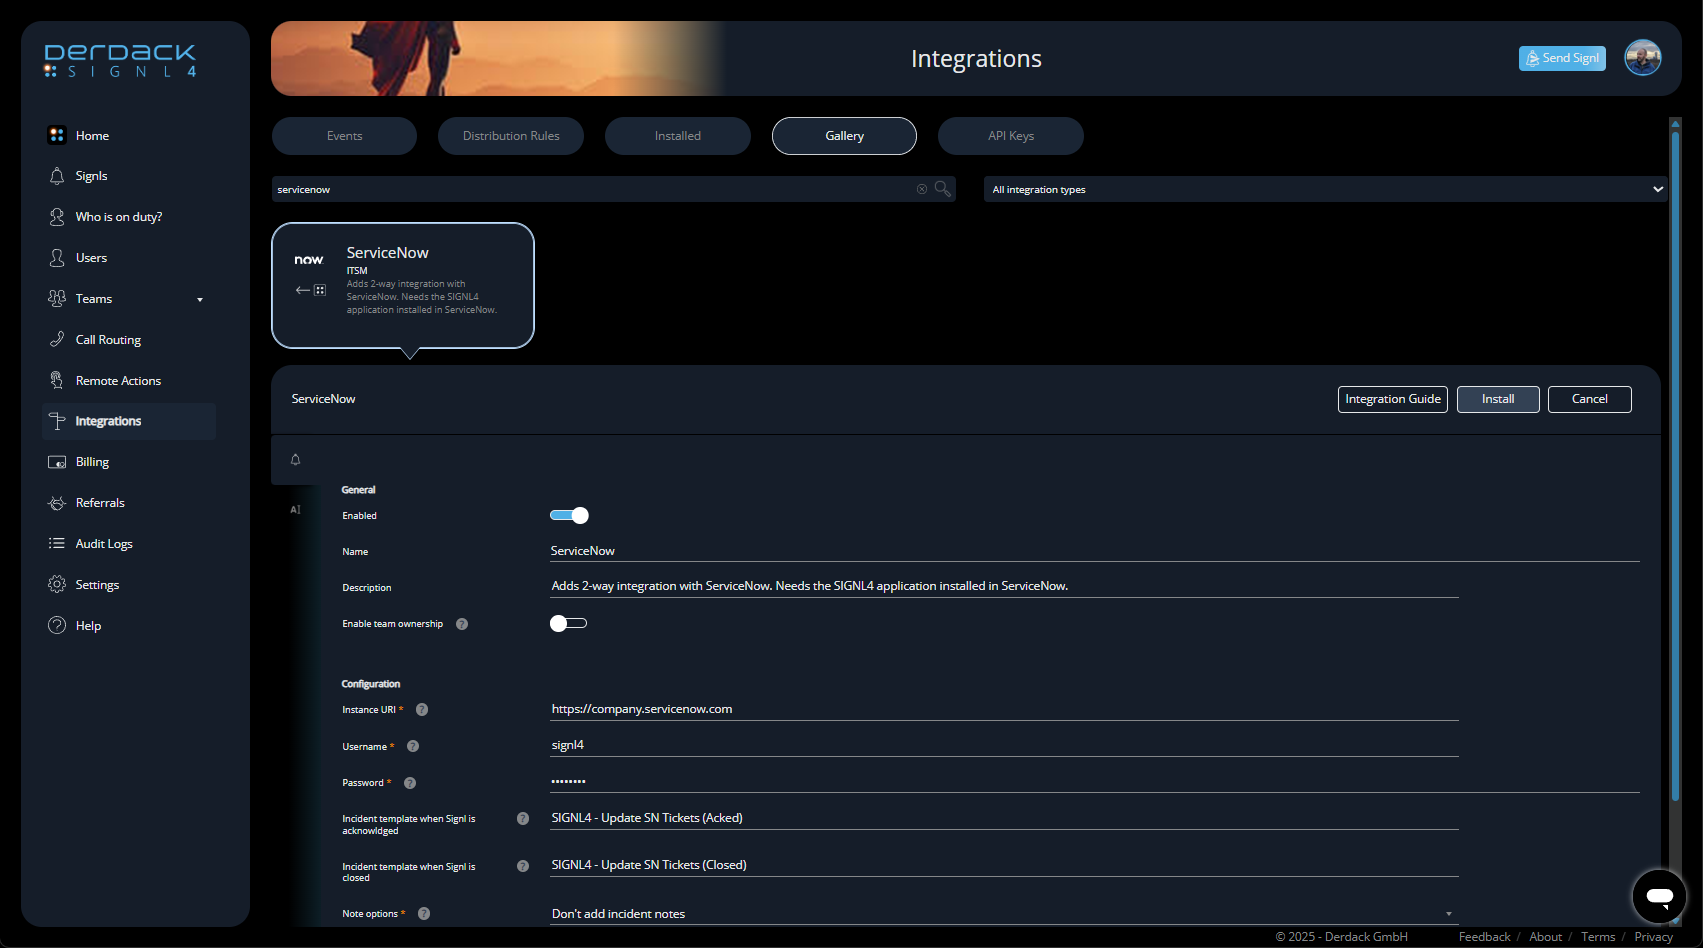 DERDACK
SIGNL4
Integrations
Send Signl
Home
Signls
Who is on duty?
Users
Teams
Call Routing
Remote Actions
Integrations
Billing
Referrals
Audit Logs
Settings
Help
Events
Distribution Rules
Installed
Gallery
API Keys
servicenow
All integration types
now.
ServiceNow
ITSM
Adds 2-way integration with
ServiceNow. Needs the SIGNL4
application installed in ServiceNow.
ServiceNow
Integration Guide
Install
Cancel
AI
General
Enabled
Name
ServiceNow
Description
Adds 2-way integration with ServiceNow. Needs the SIGNL4 application installed in ServiceNow.
Enable team ownership ?
Configuration
Instance URI * ?
https://company.servicenow.com
Username * ?
signl4
Password * ?
••••••••
Incident template when Signl is
acknowldged
?
SIGNL4 - Update SN Tickets (Acked)
Incident template when Signl is
closed
?
SIGNL4 - Update SN Tickets (Closed)
Note options * ?
Don't add incident notes
© 2025 - Derdack GmbH
Feedback / About / Terms / Privacy